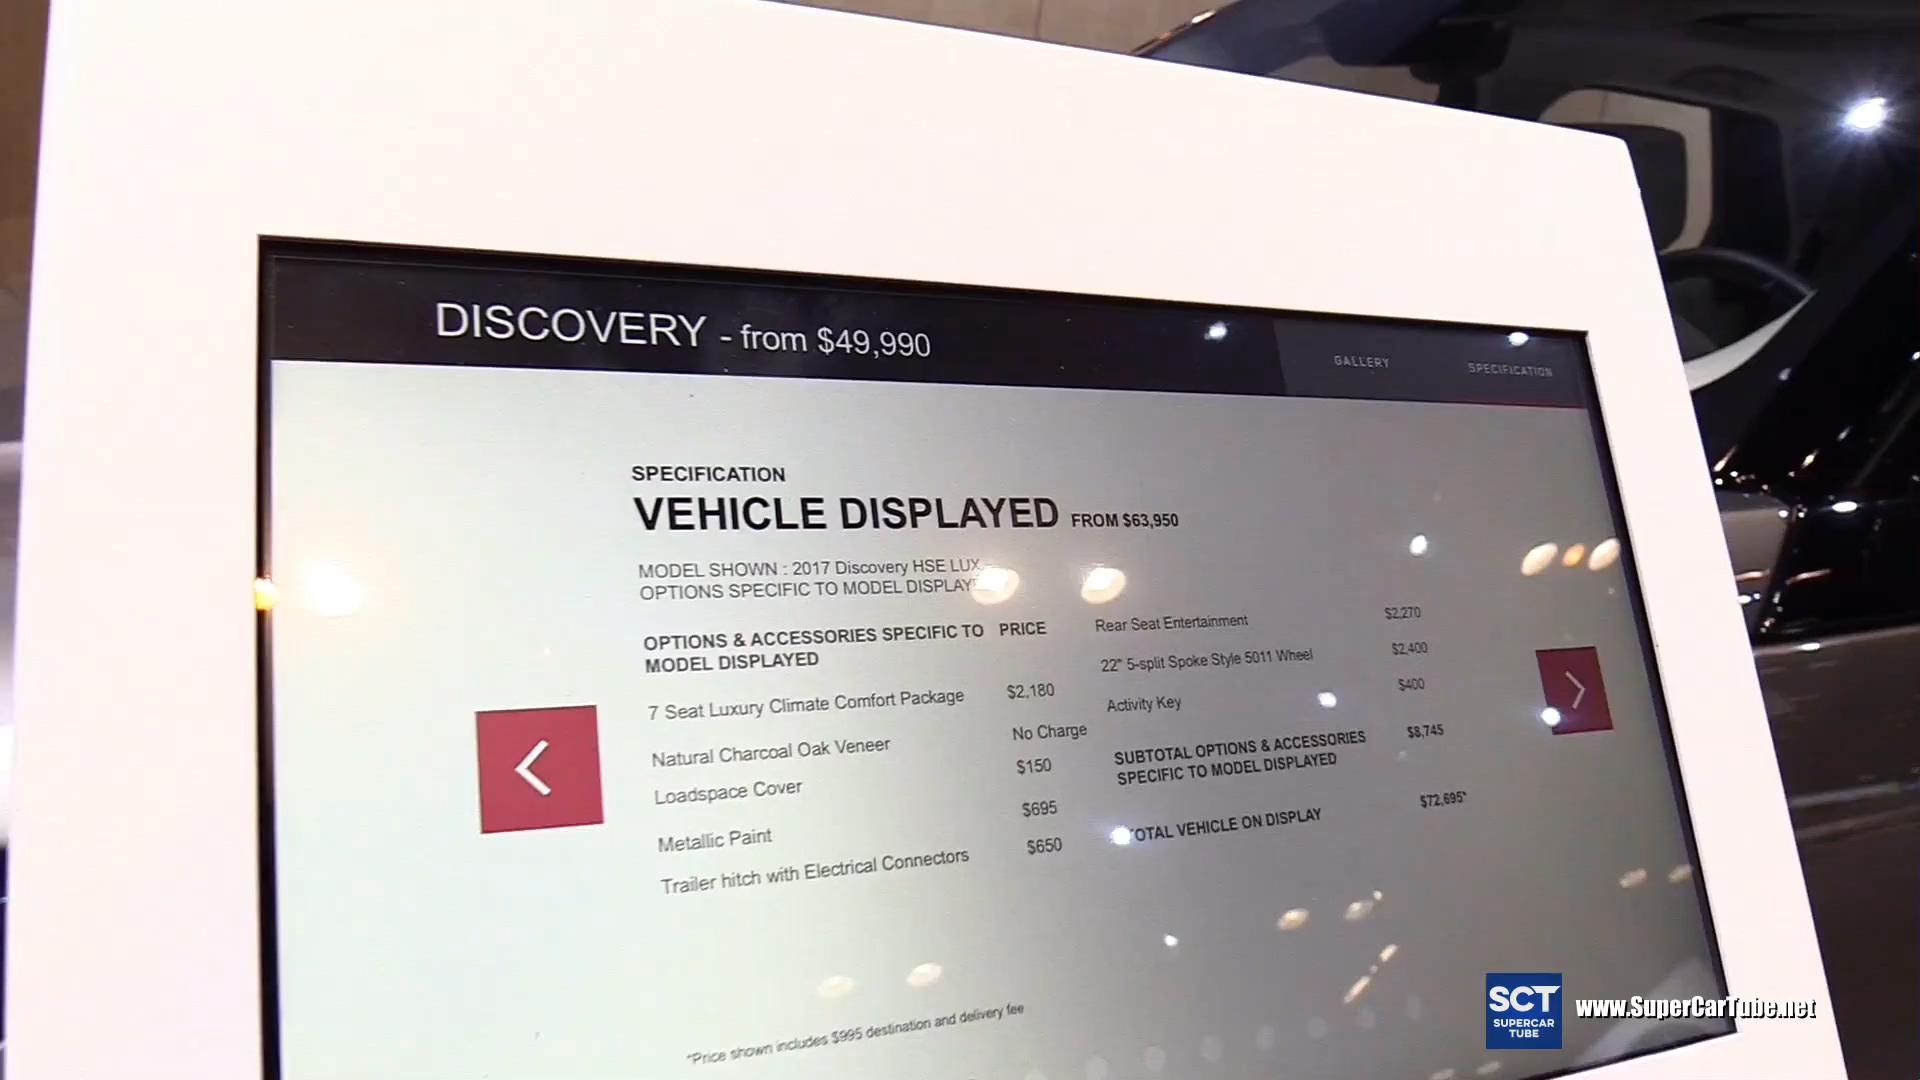 DISCOVERY - from $49,990
GALLERY
SPECIFICATION
SPECIFICATION
VEHICLE DISPLAYED FROM $63,950
MODEL SHOWN : 2017 Discovery HSE LUX
OPTIONS SPECIFIC TO MODEL
OPTIONS & ACCESSORIES SPECIFIC TO MODEL DISPLAYED PRICE
7 Seat Luxury Climate Comfort Package $2,180
Natural Charcoal Oak Veneer No Charge
Loadspace Cover $150
Metallic Paint $695
Trailer hitch with Electrical Connectors $650
Rear Seat Entertainment $2,270
22" 5-split Spoke Style 5011 Wheel $2,400
Activity Key $400
SUBTOTAL OPTIONS & ACCESSORIES
SPECIFIC TO MODEL DISPLAYED $8,745
TOTAL VEHICLE ON DISPLAY $72,695*
*Price shown includes $995 destination and delivery fee
SCT
SUPERCAR
TUBE
www.SuperCarTube.net